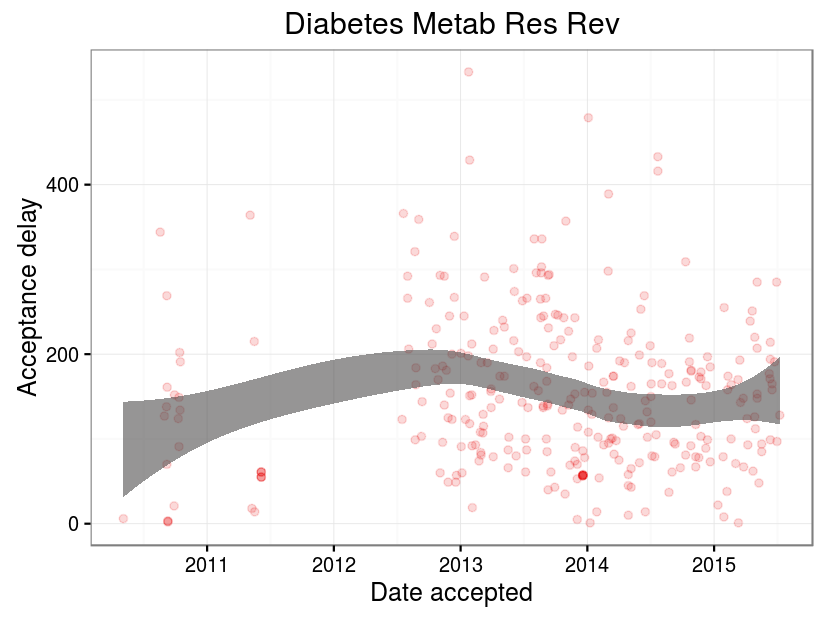 Diabetes Metab Res Rev
Acceptance delay
400
200
0
2011 2012 2013 2014 2015
Date accepted